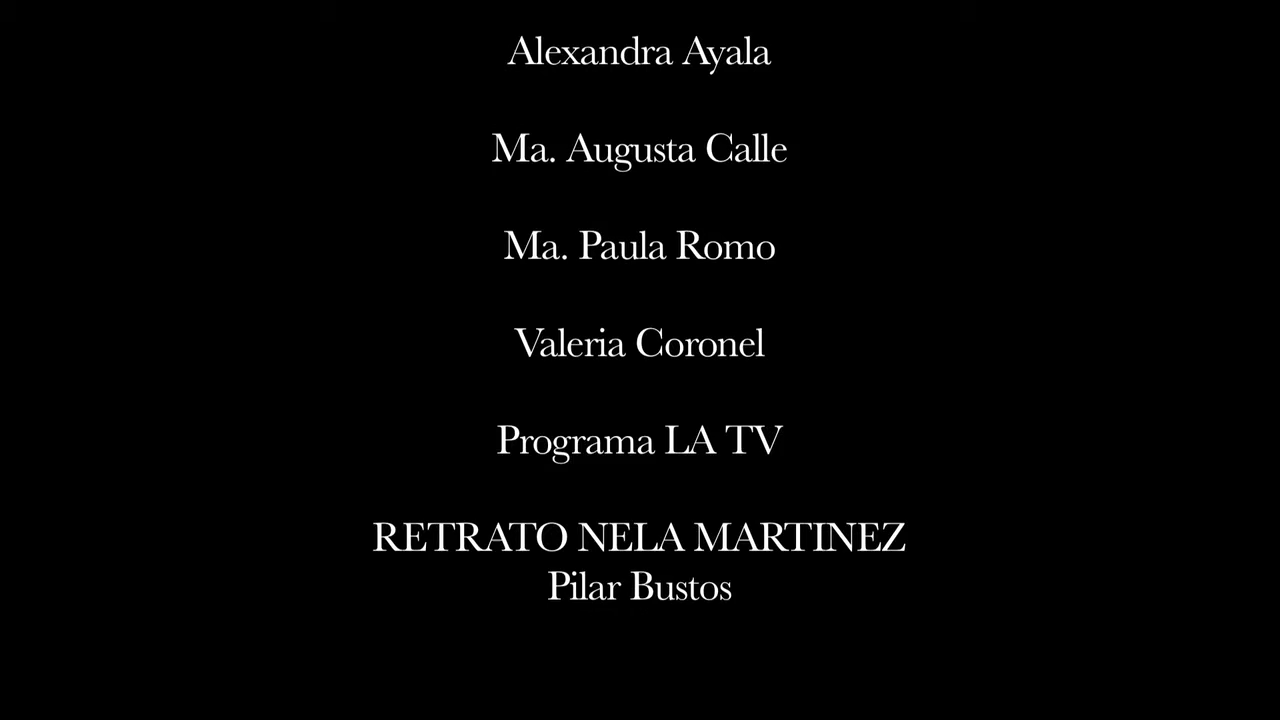 Alexandra Ayala
Ma. Augusta Calle
Ma. Paula Romo
Valeria Coronel
Programa LA TV
RETRATO NELA MARTINEZ
Pilar Bustos